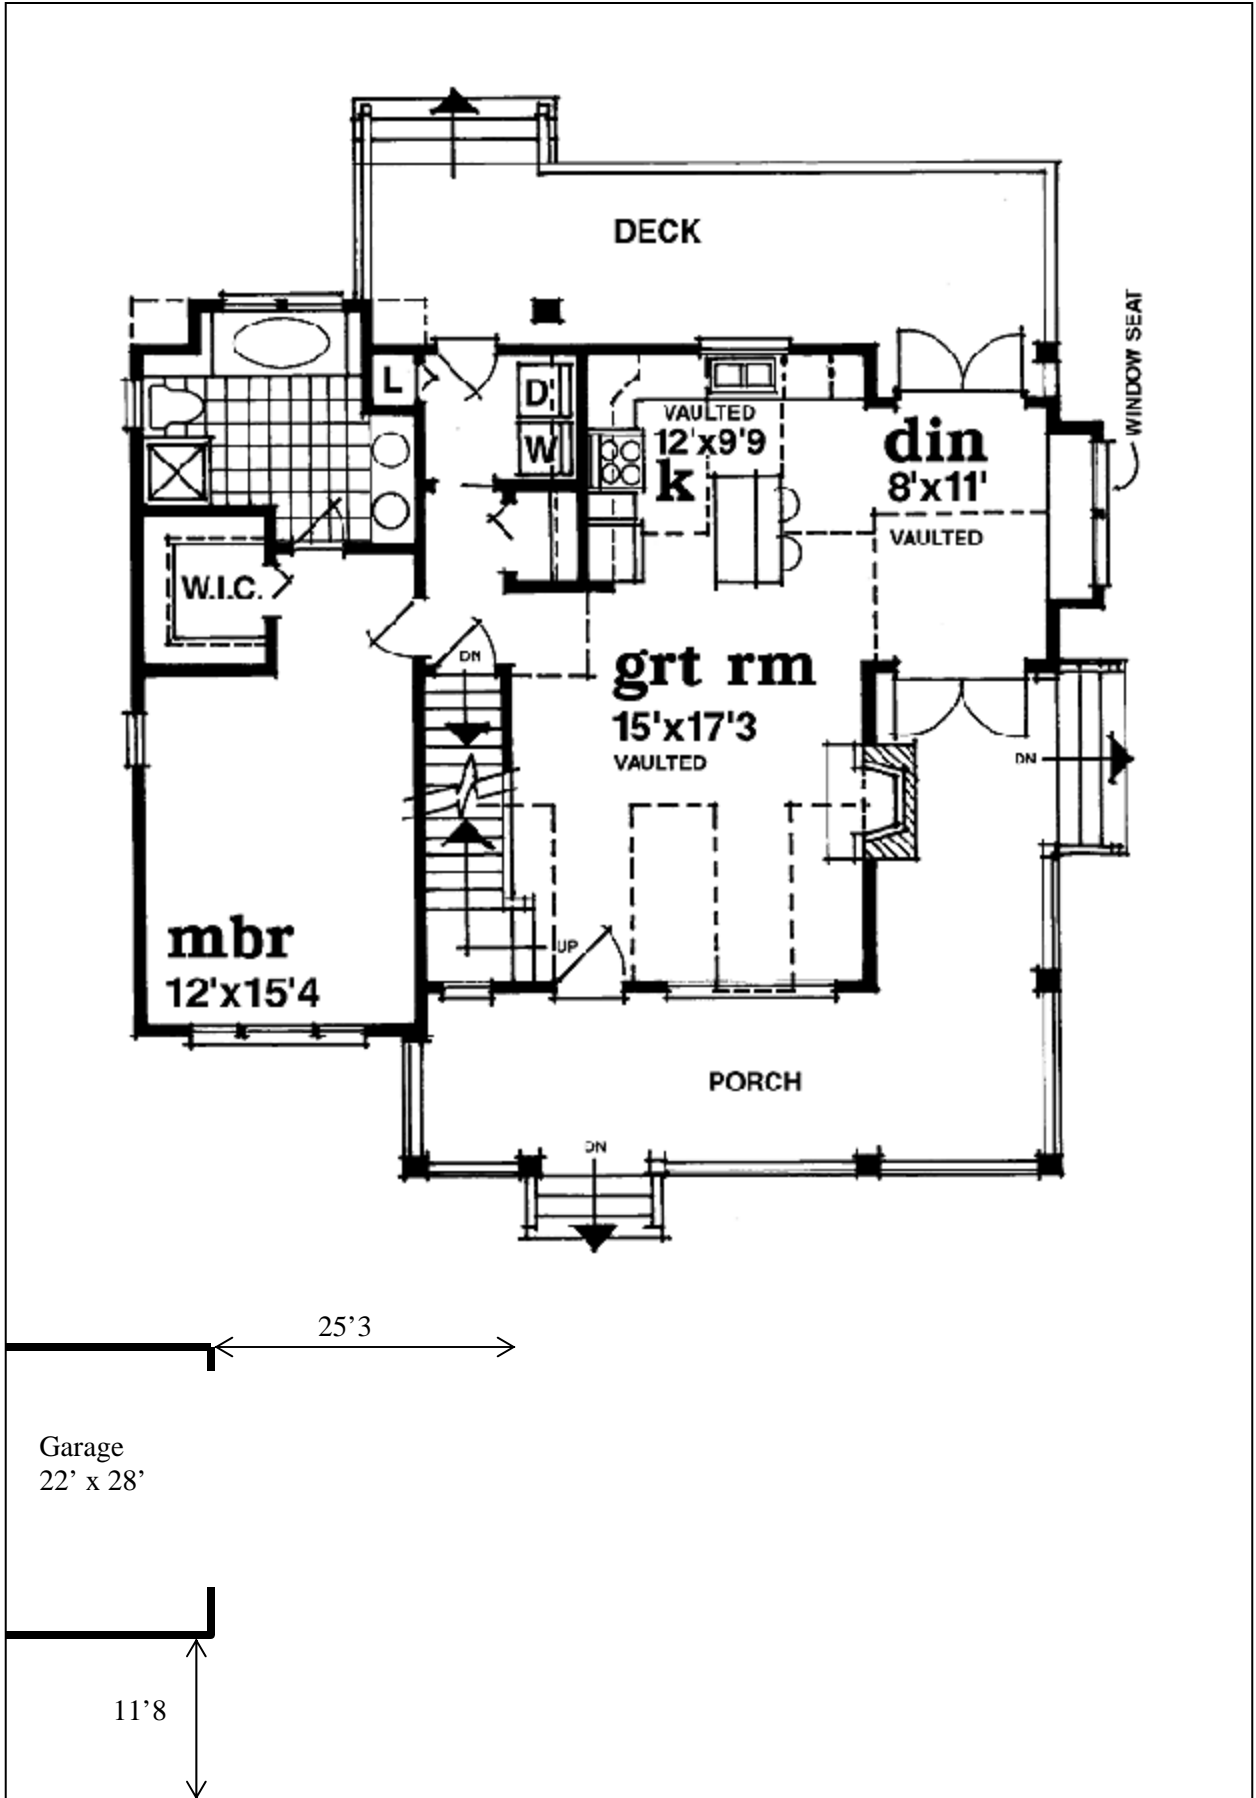 DECK
WINDOW SEAT
L
D
W
VAULTED
12'x9'9
k
din
8'x11'
VAULTED
W.I.C.
DN
grt rm
15'x17'3
VAULTED
DN
mbr
12'x15'4
UP
PORCH
DN
25’3
Garage
22’ x 28’
11’8